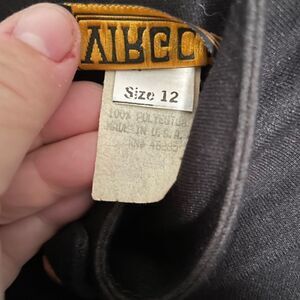 Size 12
100% POLYESTER
MADE IN U.S.A.
RN#